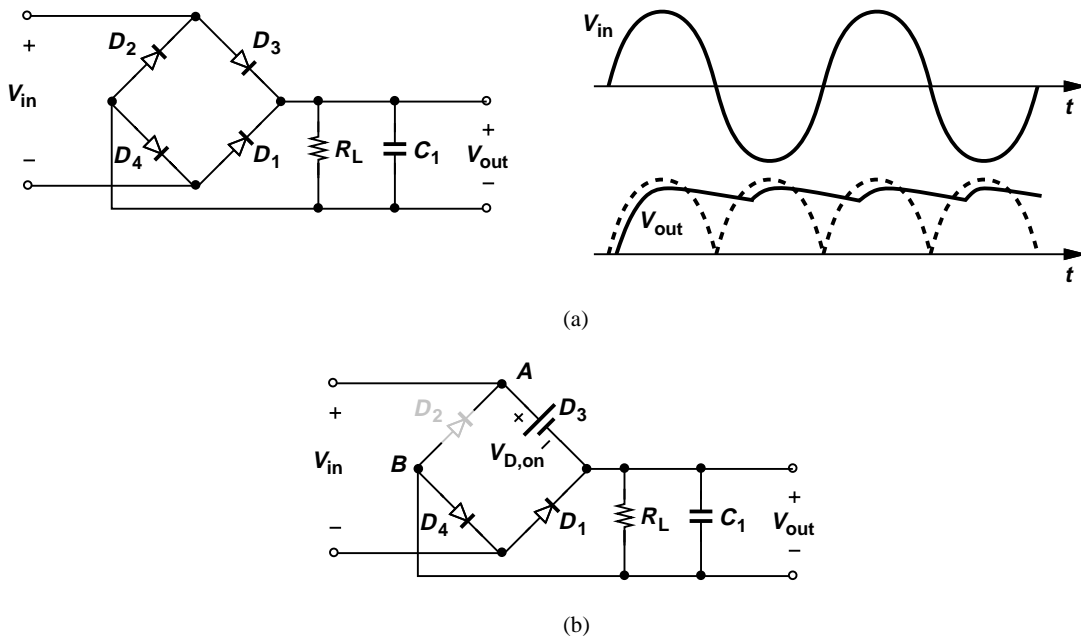 D2 D3
+
Vin
−
D4 D1
RL C1
+
Vout
−
Vin
t
Vout
t
(a)
A
+
D2 + D3
VD,on −
Vin B
−
D4 D1
RL C1
+
Vout
−
(b)